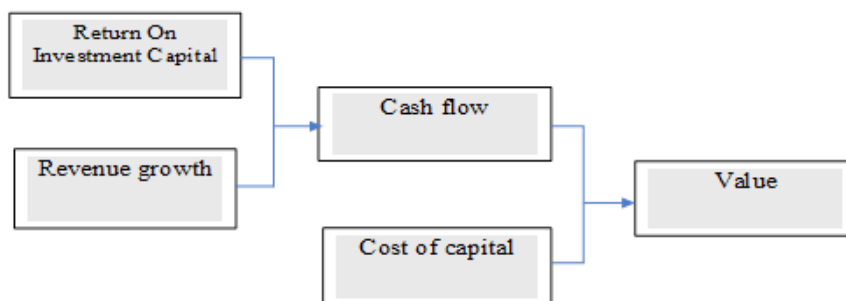 Return On
Investment Capital
Revenue growth
Cash flow
Cost of capital
Value